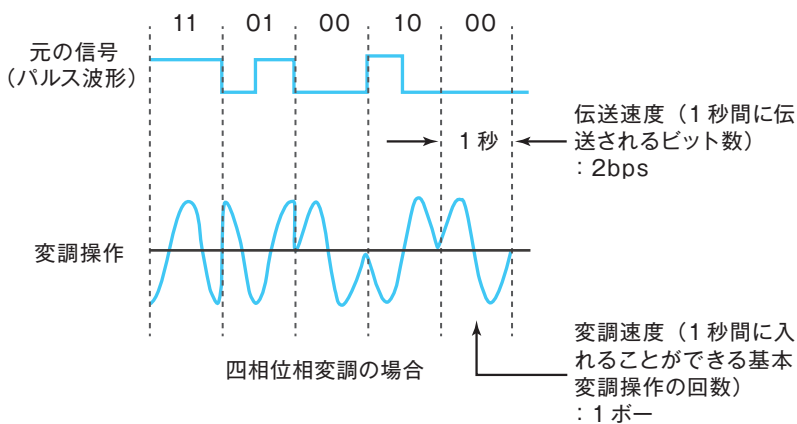 11 01 00 10 00
元の信号
（パルス波形）
1秒
伝送速度（1秒間に伝
送されるビット数）
：2bps
変調操作
四相位相変調の場合
変調速度（1秒間に入
れることができる基本
変調操作の回数）
：1ボー